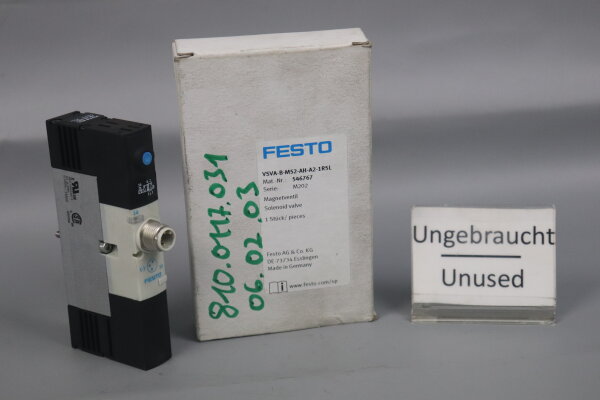 FESTO
VSVA-B-M52-AH-A2-1R5L
Mat.-Nr.: 546767
Serie: M202
Magnetventil
Solenoid valve
1 Stück/ pieces
Festo AG & Co. KG
DE-73734 Esslingen
Made in Germany
www.festo.com/sp
810.0117.031
06.02.03
Ungebraucht
Unused
FESTO